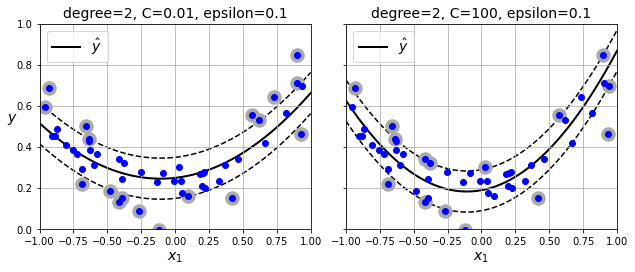 degree=2, C=0.01, epsilon=0.1
ŷ
y
1.0
0.8
0.6
0.4
0.2
0.0
−1.00 −0.75 −0.50 −0.25 0.00 0.25 0.50 0.75 1.00
x₁
degree=2, C=100, epsilon=0.1
ŷ
−1.00 −0.75 −0.50 −0.25 0.00 0.25 0.50 0.75 1.00
x₁